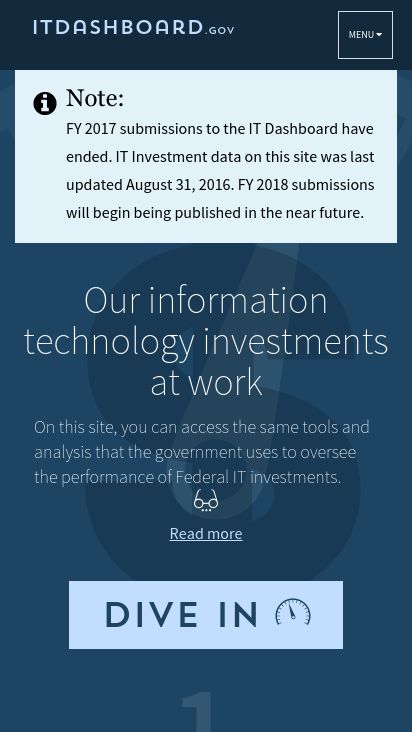 ITDASHBOARD.GOV
MENU
Note:
FY 2017 submissions to the IT Dashboard have
ended. IT Investment data on this site was last
updated August 31, 2016. FY 2018 submissions
will begin being published in the near future.
Our information
technology investments
at work
On this site, you can access the same tools and
analysis that the government uses to oversee
the performance of Federal IT investments.
Read more
DIVE IN
1